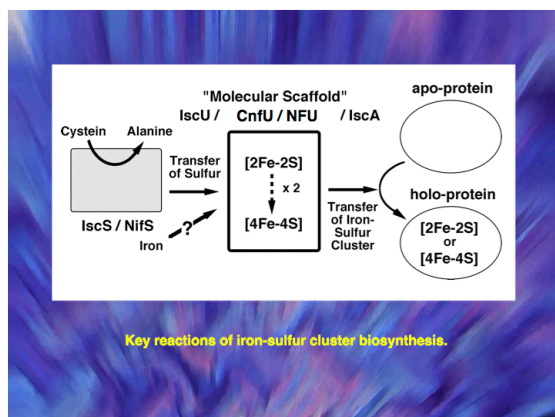 "Molecular Scaffold"
IscU / CnfU / NFU / IscA
apo-protein
Cystein Alanine
Transfer
of Sulfur
[2Fe-2S]
x 2
[4Fe-4S]
IscS / NifS
Iron
?
Transfer
of Iron-
Sulfur
Cluster
holo-protein
[2Fe-2S]
or
[4Fe-4S]
Key reactions of iron-sulfur cluster biosynthesis.